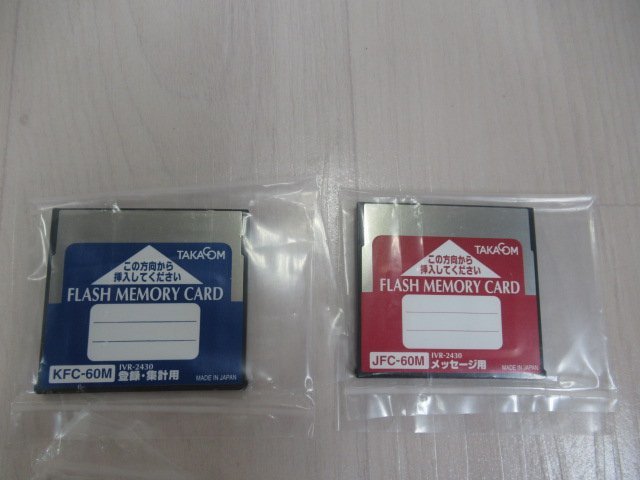 TAKACOM
この方向から
挿入してください
FLASH MEMORY CARD
KFC-60M
IVR-2430
登録・集計用
MADE IN JAPAN
TAKACOM
この方向から
挿入してください
FLASH MEMORY CARD
JFC-60M
IVR-2430
メッセージ用
MADE IN JAPAN